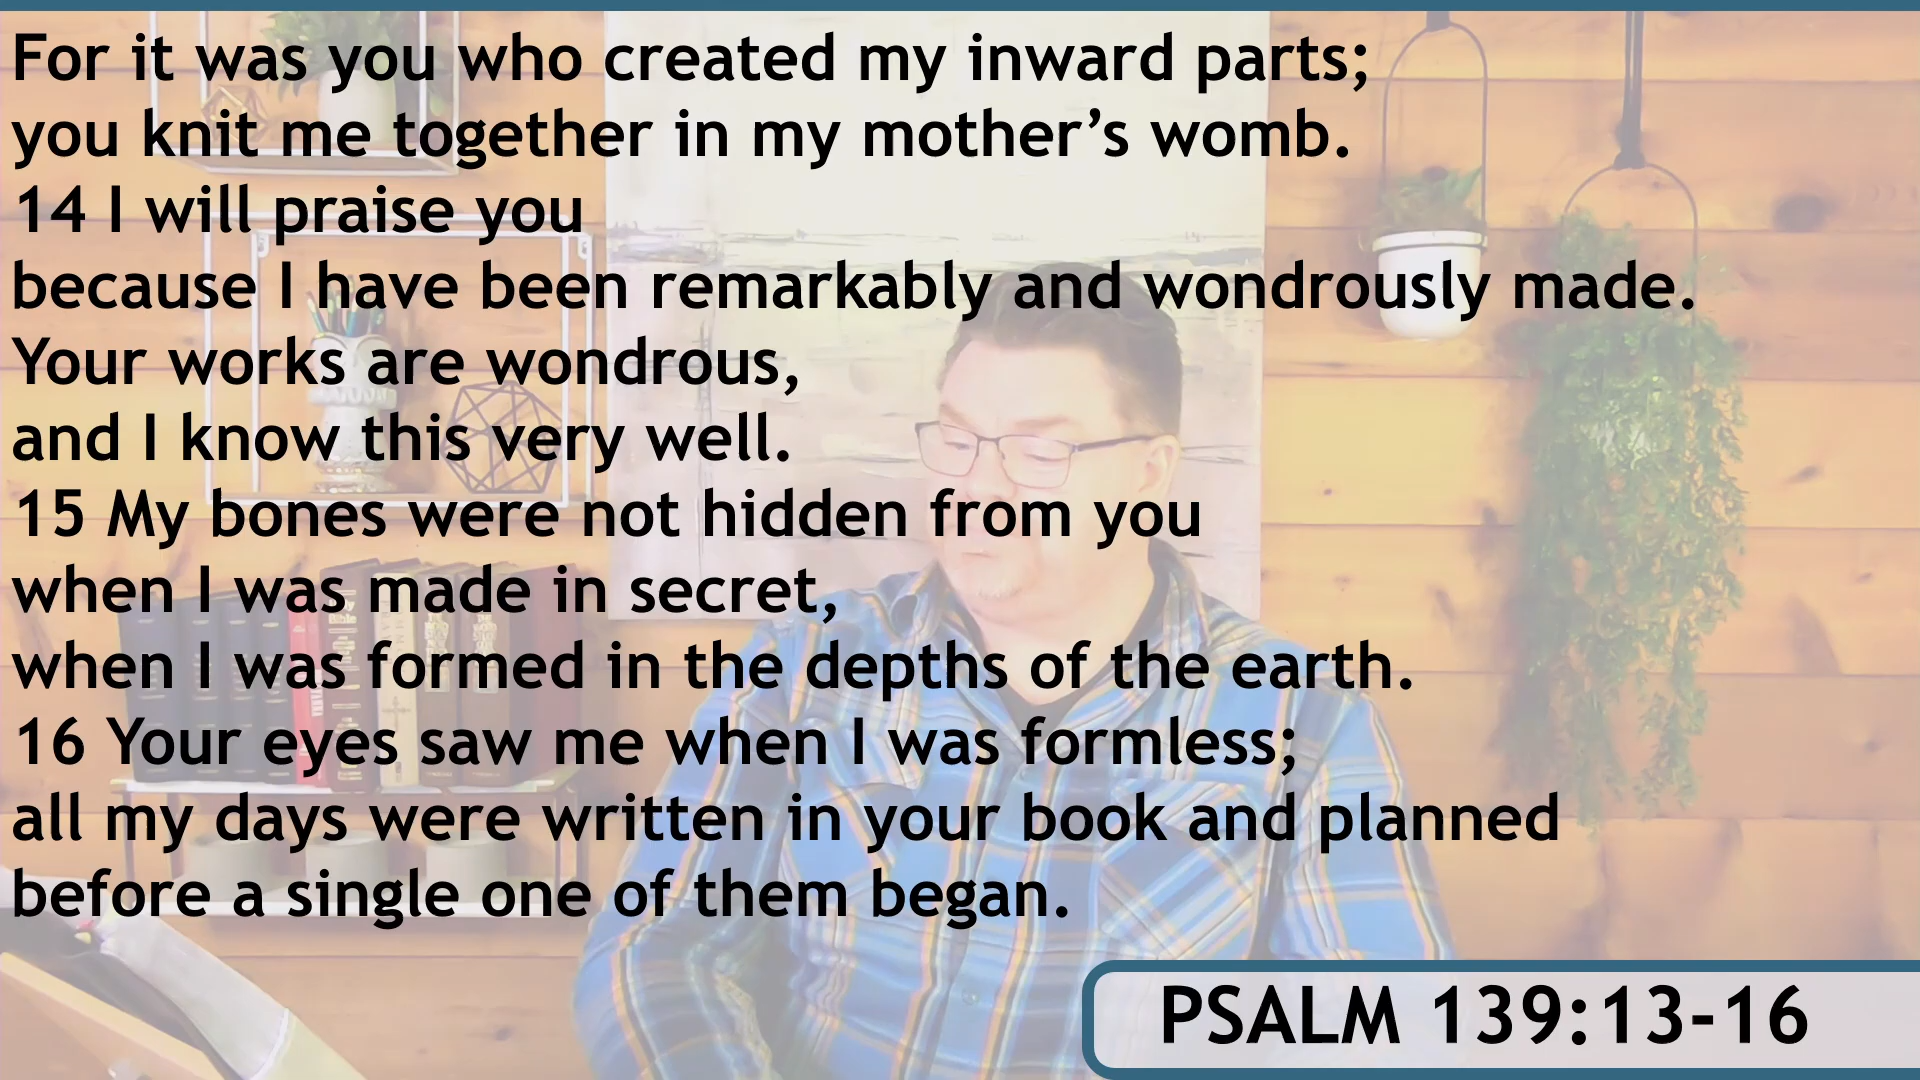 For it was you who created my inward parts;
you knit me together in my mother’s womb.
14 I will praise you
because I have been remarkably and wondrously made.
Your works are wondrous,
and I know this very well.
15 My bones were not hidden from you
when I was made in secret,
when I was formed in the depths of the earth.
16 Your eyes saw me when I was formless;
all my days were written in your book and planned
before a single one of them began.
PSALM 139:13-16
Bible